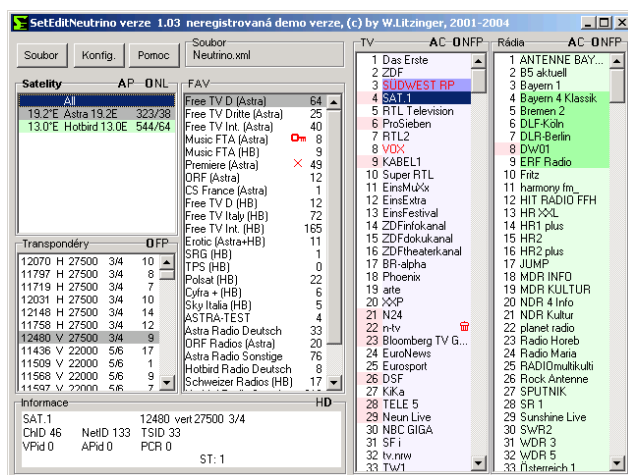 SetEditNeutrino verze 1.03 neregistrovaná demo verze, (c) by W.Litzinger, 2001-2004
Soubor
Konfig.
Pomoc
Soubor
Neutrino.xml
Satelity AP ONL
All
19.2°E Astra 19.2E 323/38
13.0°E Hotbird 13.0E 544/64
Transpondéry OFP
12070 H 27500 3/4 10
11797 H 27500 3/4 8
11719 H 27500 3/4 7
12031 H 27500 3/4 10
12148 H 27500 3/4 14
11758 H 27500 3/4 12
12480 V 27500 3/4 9
11436 V 22000 5/6 17
11509 V 22000 5/6 1
11568 V 22000 5/6 9
11597 V 22000 5/6 7
FAV
Free TV D (Astra) 64
Free TV Dritte (Astra) 25
Free TV Int. (Astra) 40
Music FTA (Astra) 9
Music FTA (HB) 9
Premiere (Astra) 49
ORF (Astra) 12
CS France (Astra) 1
Free TV D (HB) 12
Free TV Italy (HB) 72
Free TV Int. (HB) 165
Erotic (Astra+HB) 11
SRG (HB) 1
TPS (HB) 0
Polsat (HB) 22
Cyfra + (HB) 6
Sky Italia (HB) 5
ASTRA-TEST 4
Astra Radio Deutsch 33
ORF Radios (Astra) 20
Astra Radio Sonstige 76
Hotbird Radio Deutsch 8
Schweizer Radios (HB) 17
TV AC ONFP
1 Das Erste
2 ZDF
3 SÜDWEST RP
4 SAT.1
5 RTL Television
6 ProSieben
7 RTL2
8 VOX
9 KABEL1
10 Super RTL
11 EinsMuXx
12 EinsExtra
13 EinsFestival
14 ZDFinfokanal
15 ZDFdokukanal
16 ZDFtheaterkanal
17 BR-alpha
18 Phoenix
19 arte
20 XXP
21 N24
22 n-tv
23 Bloomberg TV G...
24 EuroNews
25 Eurosport
26 DSF
27 KiKa
28 TELE 5
29 Neun Live
30 NBC GIGA
31 SF i
32 tv.nrw
33 TW1
Rádia AC ONFP
1 ANTENNE BAY...
2 B5 aktuell
3 Bayern 1
4 Bayern 4 Klassik
5 Bremen 2
6 DLF-Köln
7 DLR-Berlin
8 DW01
9 ERF Radio
10 Fritz
11 harmony fm_
12 HIT RADIO FFH
13 HR XXL
14 HR1 plus
15 HR2
16 HR2 plus
17 JUMP
18 MDR INFO
19 MDR KULTUR
20 NDR 4 Info
21 NDR Kultur
22 planet radio
23 Radio Horeb
24 Radio Maria
25 RADIOmultikulti
26 Rock Antenne
27 SPUTNIK
28 SR 1
29 Sunshine Live
30 SWR2
31 WDR 3
32 WDR 5
33 Österreich 1
Informace HD
SAT.1 12480 vert 27500 3/4
ChID 46 NetID 133 TSID 33
VPid 0 APid 0 PCR 0
ST: 1